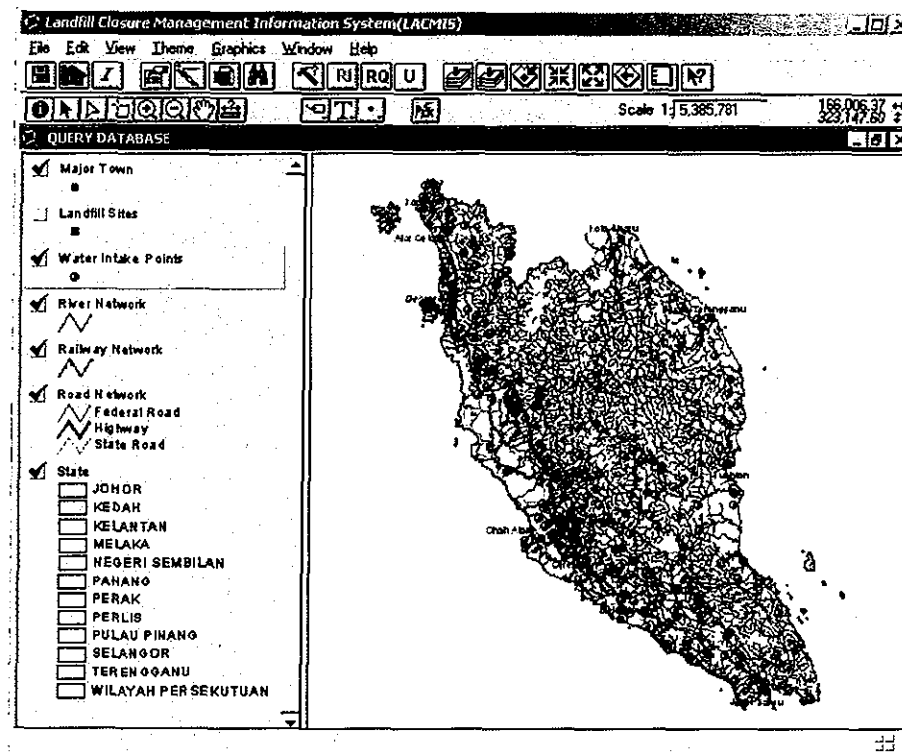 Landfill Closure Management Information System(LACMIS)
File Edit View Theme Graphics Window Help
I RI RQ U
T
Scale 1: 5,385,781
166,006.37
323,147.60
QUERY DATABASE
Major Town
Landfill Sites
Water Intake Points
River Network
Railway Network
Road Network
Federal Road
Highway
State Road
State
JOHOR
KEDAH
KELANTAN
MELAKA
NEGERI SEMBILAN
PAHANG
PERAK
PERLIS
PULAU PINANG
SELANGOR
TERENGGANU
WILAYAH PERSEKUTUAN